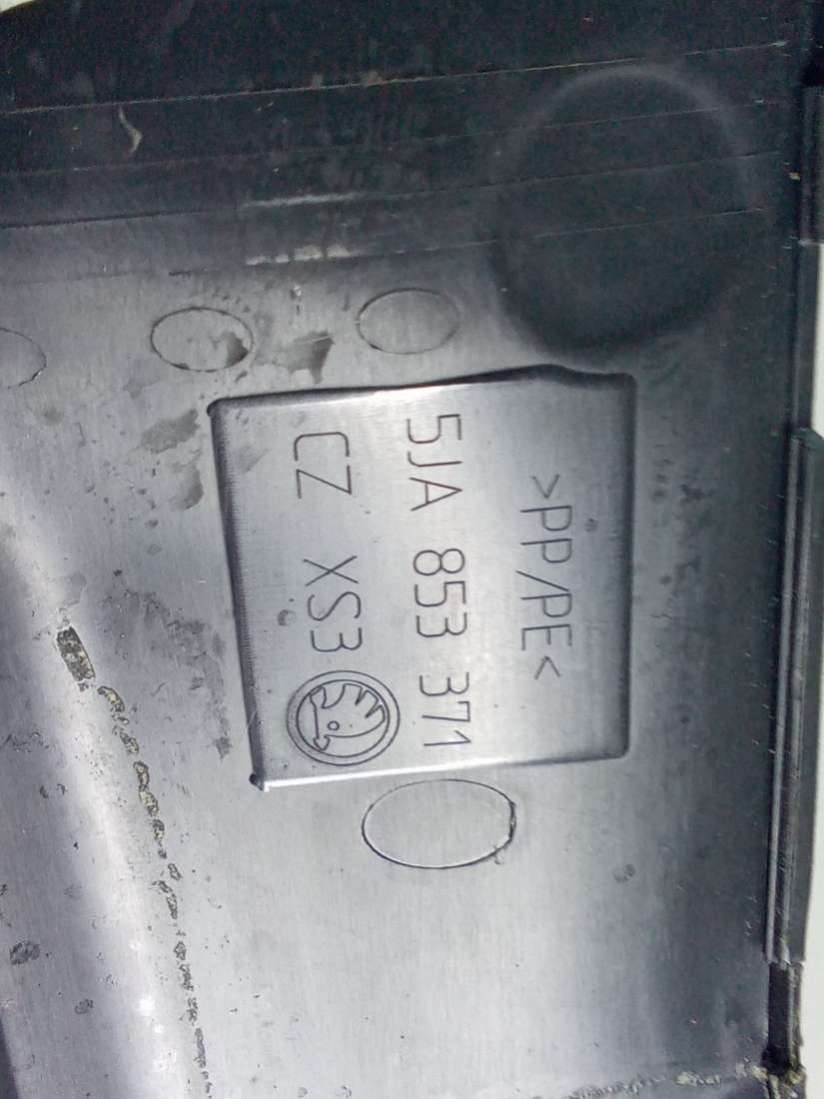 >PP/PE<
5JA 853 371
CZ XS3